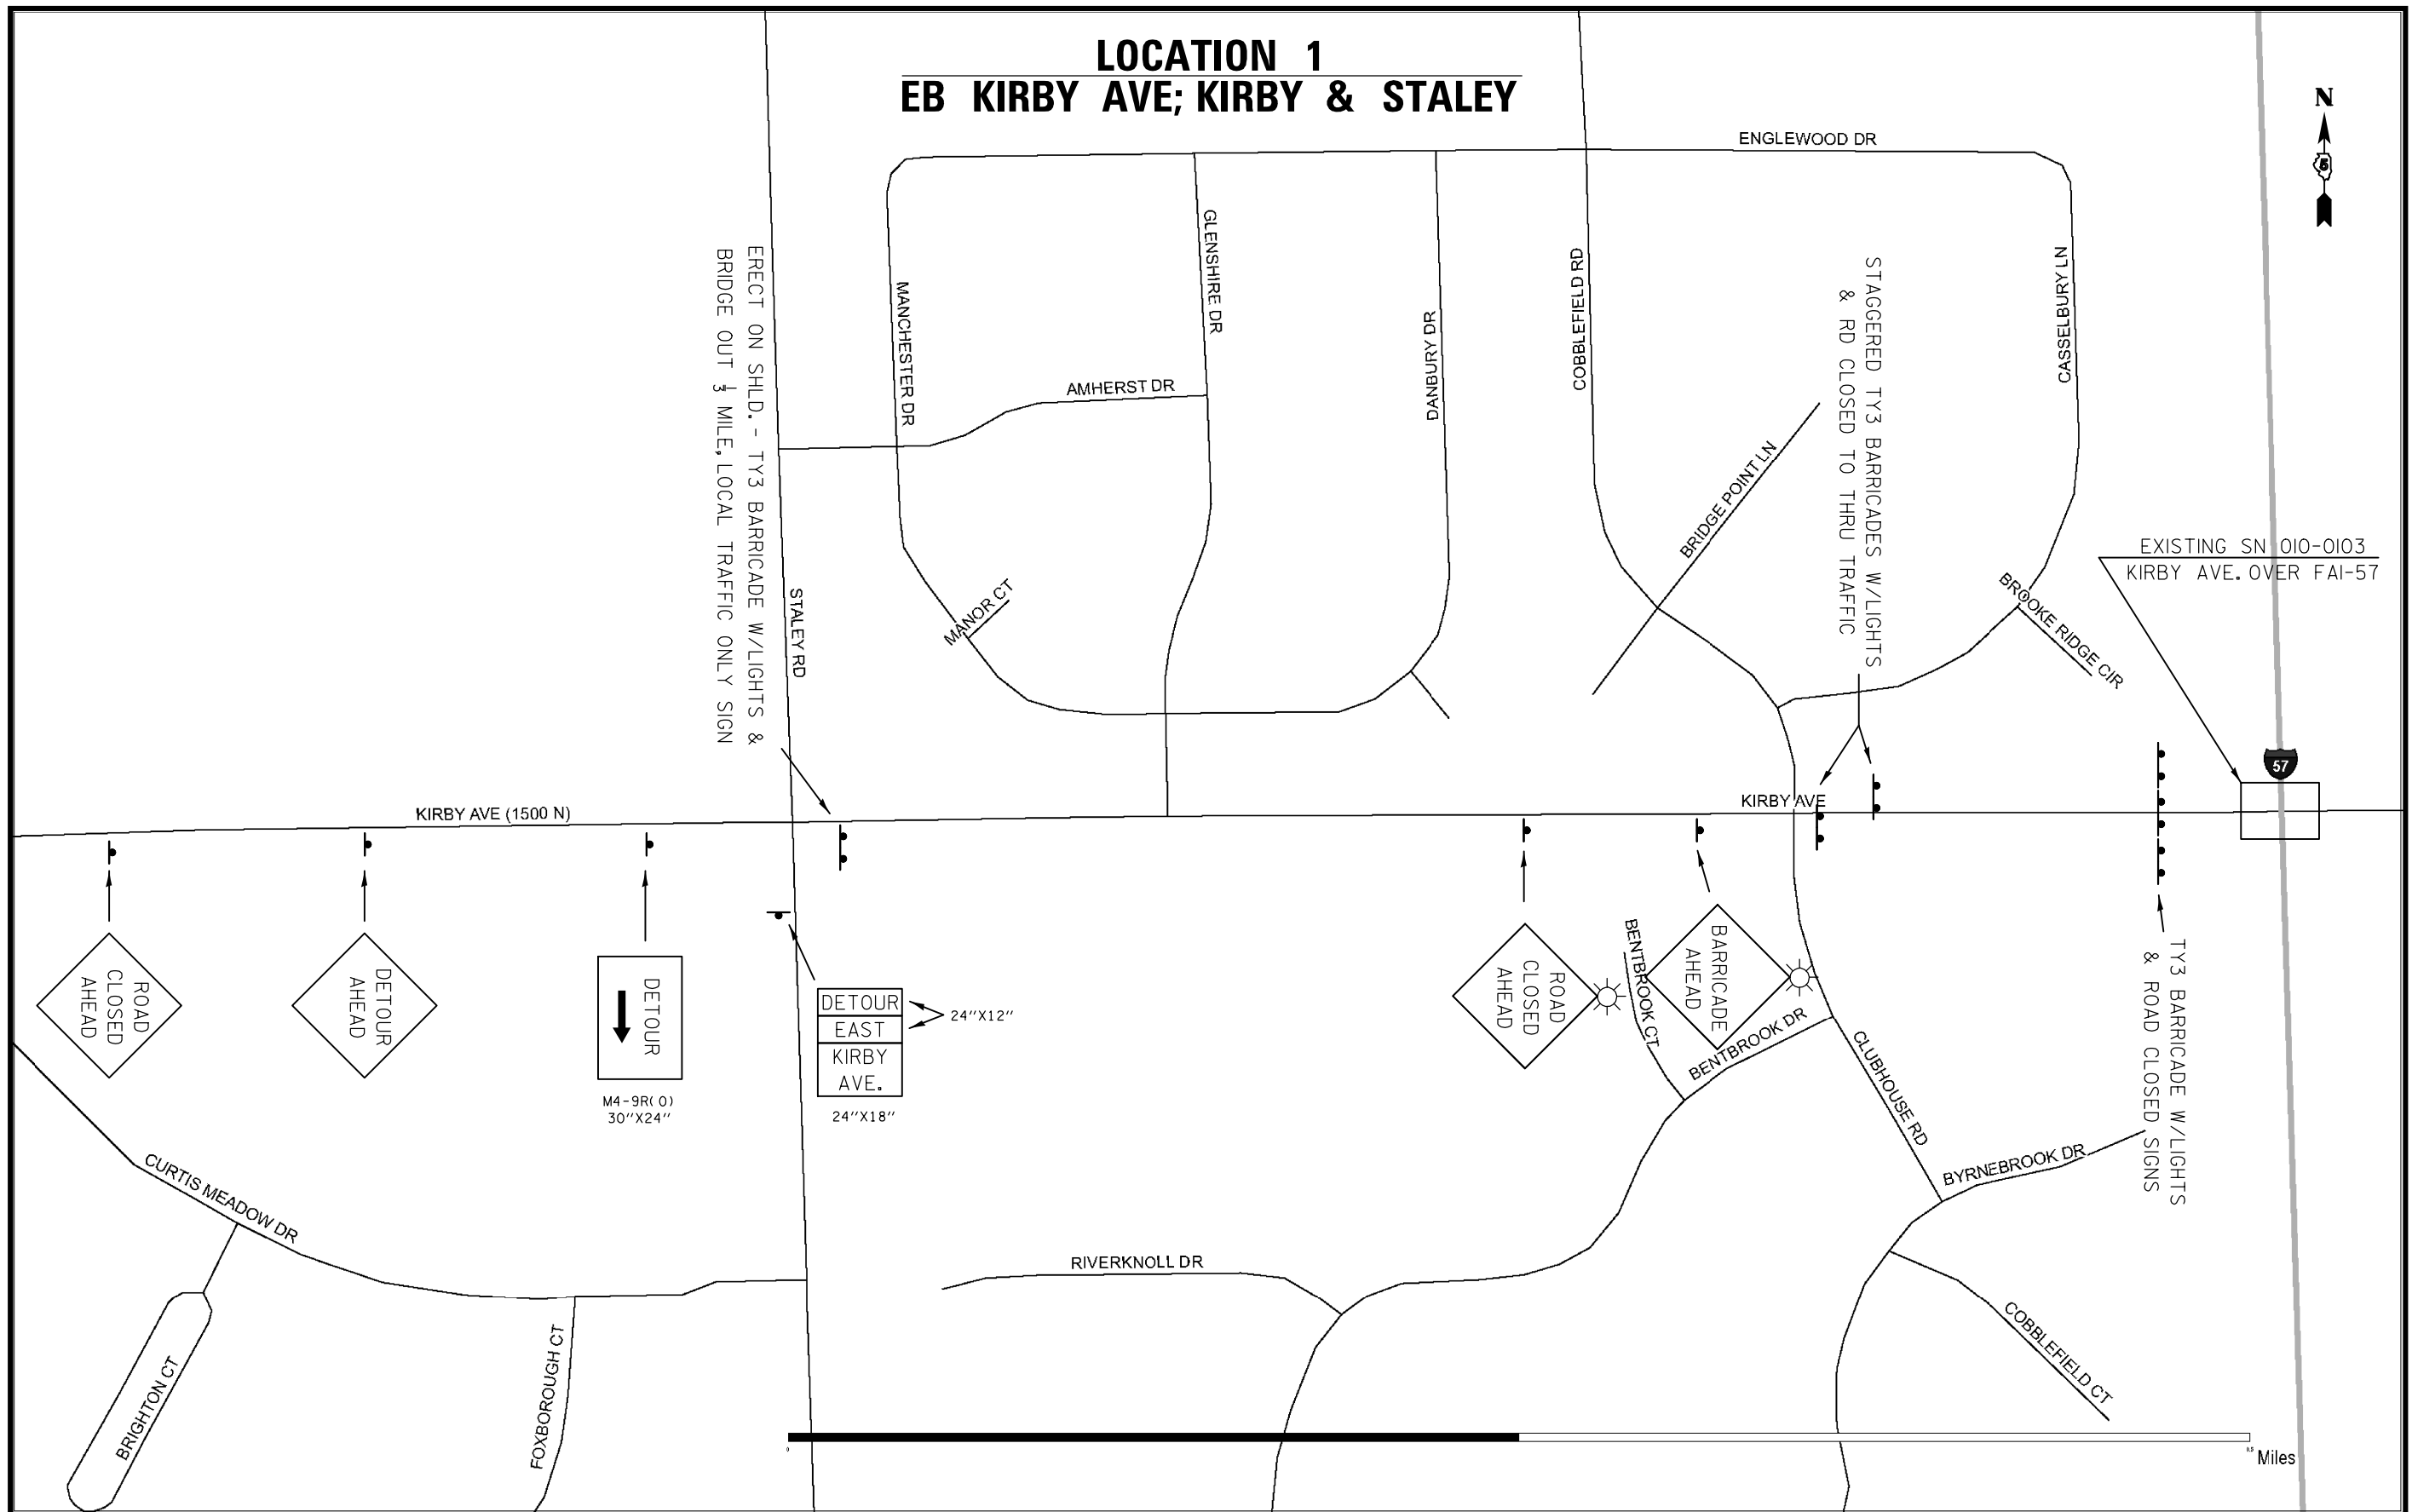 LOCATION 1
EB KIRBY AVE; KIRBY & STALEY
N
5
ENGLEWOOD DR
GLENSHIRE DR
MANCHESTER DR
DANBURY DR
COBBLEFIELD RD
CASSELBURY LN
AMHERST DR
MANOR CT
BRIDGE POINT LN
BROOKE RIDGE CIR
STALEY RD
ERECT ON SHLD. - TY3 BARRICADE W/LIGHTS &
BRIDGE OUT 1/3 MILE, LOCAL TRAFFIC ONLY SIGN
STAGGERED TY3 BARRICADES W/LIGHTS
& RD CLOSED TO THRU TRAFFIC
EXISTING SN 010-0103
KIRBY AVE. OVER FAI-57
57
KIRBY AVE (1500 N)
KIRBY AVE
ROAD
CLOSED
AHEAD
DETOUR
AHEAD
DETOUR
M4-9R(O)
30"X24"
DETOUR
EAST
KIRBY
AVE.
24"X12"
24"X18"
ROAD
CLOSED
AHEAD
BARRICADE
AHEAD
BENTBROOK CT
BENTBROOK DR
CLUBHOUSE RD
TY3 BARRICADE W/LIGHTS
& ROAD CLOSED SIGNS
BYRNEBROOK DR
COBBLEFIELD CT
CURTIS MEADOW DR
BRIGHTON CT
FOXBOROUGH CT
RIVERKNOLL DR
0
0.5
Miles